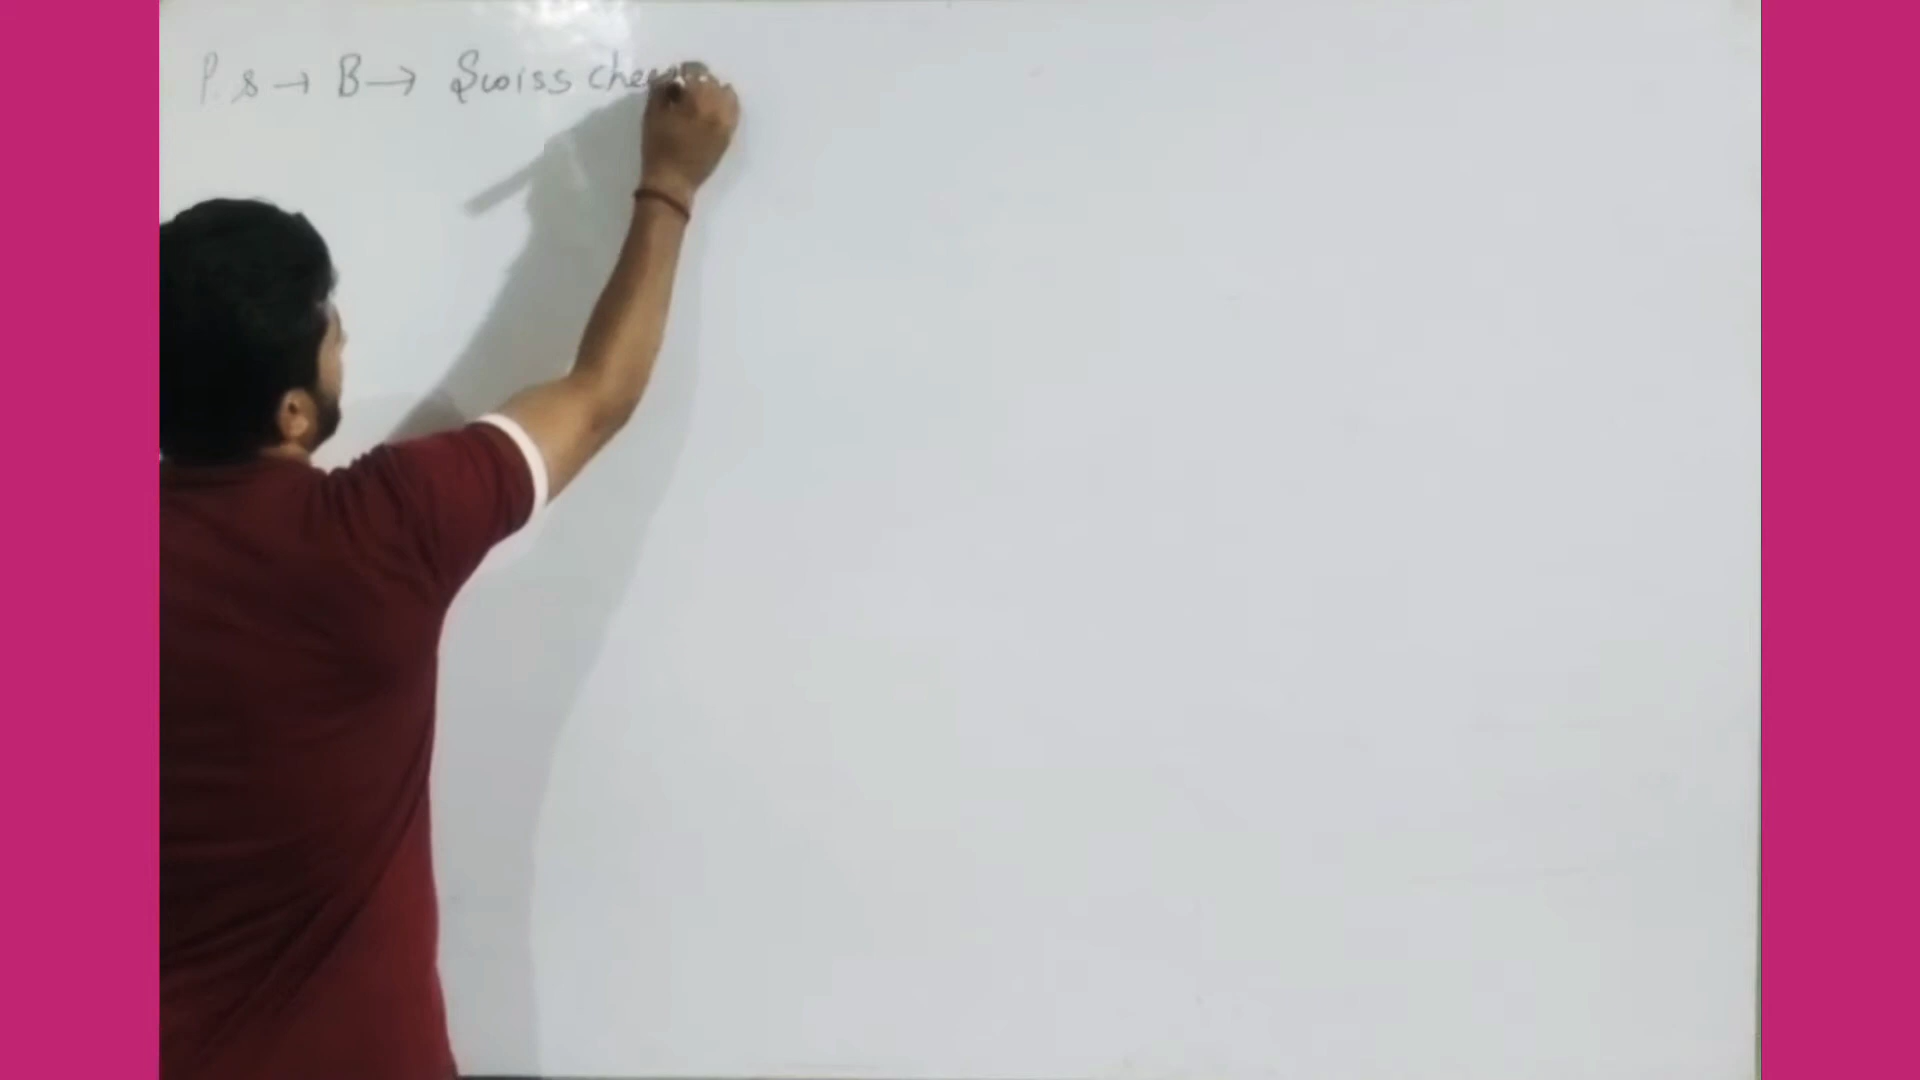 P. s → B → Swiss chee